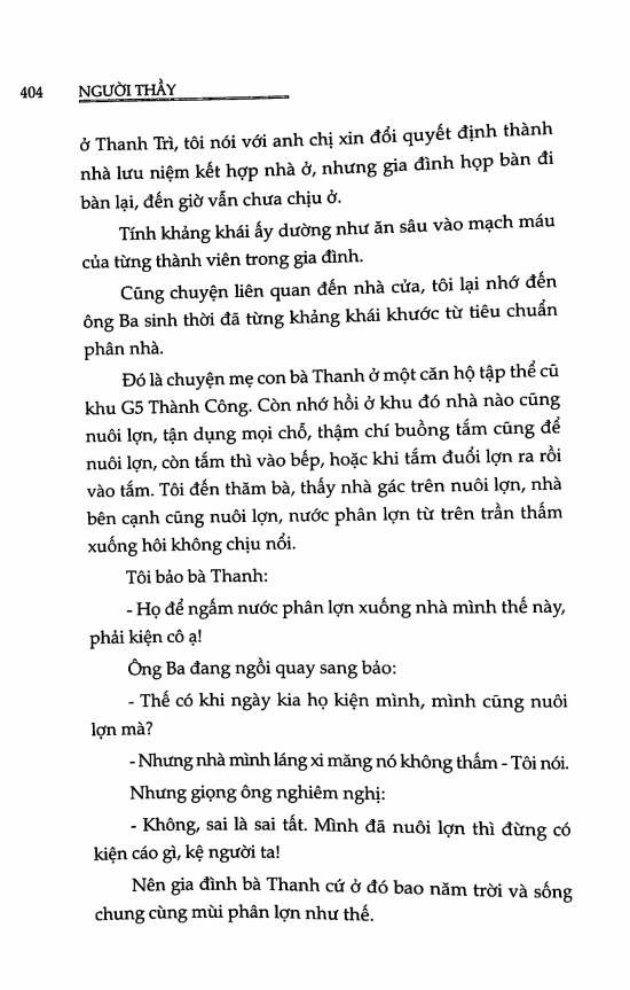 404 NGƯỜI THẦY
ở Thanh Trì, tôi nói với anh chị xin đổi quyết định thành
nhà lưu niệm kết hợp nhà ở, nhưng gia đình họp bàn đi
bàn lại, đến giờ vẫn chưa chịu ở.
Tính khảng khái ấy dường như ăn sâu vào mạch máu
của từng thành viên trong gia đình.
Cũng chuyện liên quan đến nhà cửa, tôi lại nhớ đến
ông Ba sinh thời đã từng khảng khái khước từ tiêu chuẩn
phân nhà.
Đó là chuyện mẹ con bà Thanh ở một căn hộ tập thể cũ
khu G5 Thành Công. Còn nhớ hồi ở khu đó nhà nào cũng
nuôi lợn, tận dụng mọi chỗ, thậm chí buồng tắm cũng để
nuôi lợn, còn tắm thì vào bếp, hoặc khi tắm đuổi lợn ra rồi
vào tắm. Tôi đến thăm bà, thấy nhà gác trên nuôi lợn, nhà
bên cạnh cũng nuôi lợn, nước phân lợn từ trên trần thấm
xuống hôi không chịu nổi.
Tôi bảo bà Thanh:
- Họ để ngấm nước phân lợn xuống nhà mình thế này,
phải kiện cô ạ!
Ông Ba đang ngồi quay sang bảo:
- Thế có khi ngày kia họ kiện mình, mình cũng nuôi
lợn mà?
- Nhưng nhà mình láng xi măng nó không thấm - Tôi nói.
Nhưng giọng ông nghiêm nghị:
- Không, sai là sai tất. Mình đã nuôi lợn thì đừng có
kiện cáo gì, kệ người ta!
Nên gia đình bà Thanh cứ ở đó bao năm trời và sống
chung cùng mùi phân lợn như thế.